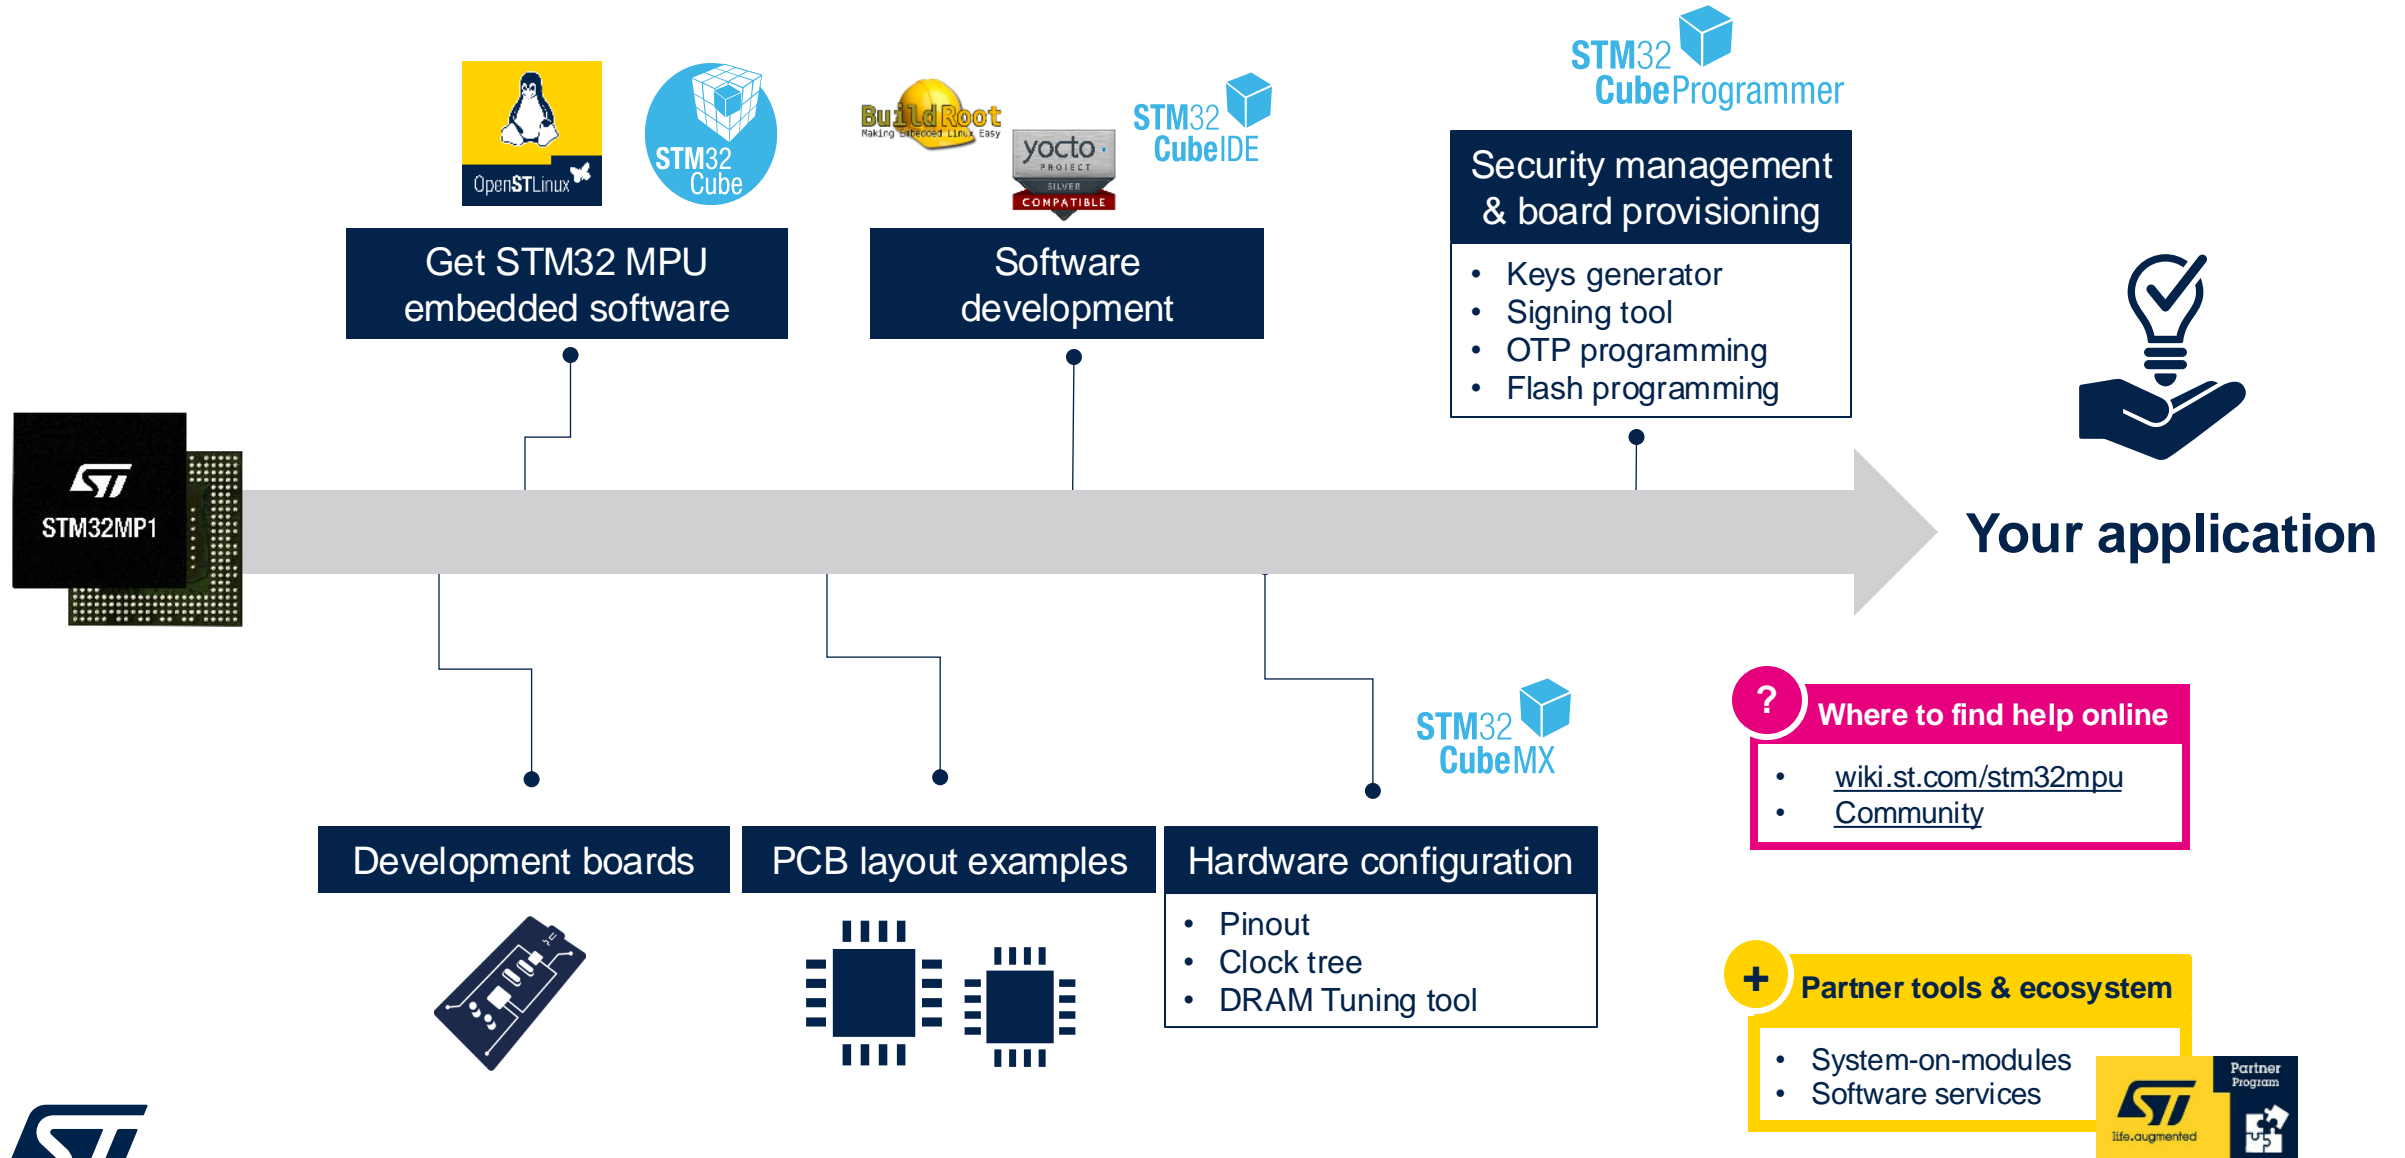 STM32
CubeProgrammer
OpenSTLinux
STM32
Cube
BuildRoot
Making Embedded Linux Easy
yocto
PROJECT
SILVER
COMPATIBLE
STM32
CubeIDE
Security management
& board provisioning
• Keys generator
• Signing tool
• OTP programming
• Flash programming
Get STM32 MPU
embedded software
Software
development
ST
STM32MP1
Your application
STM32
CubeMX
? Where to find help online
• wiki.st.com/stm32mpu
• Community
Development boards
PCB layout examples
Hardware configuration
• Pinout
• Clock tree
• DRAM Tuning tool
+ Partner tools & ecosystem
• System-on-modules
• Software services
Partner
Program
ST
life.augmented
ST